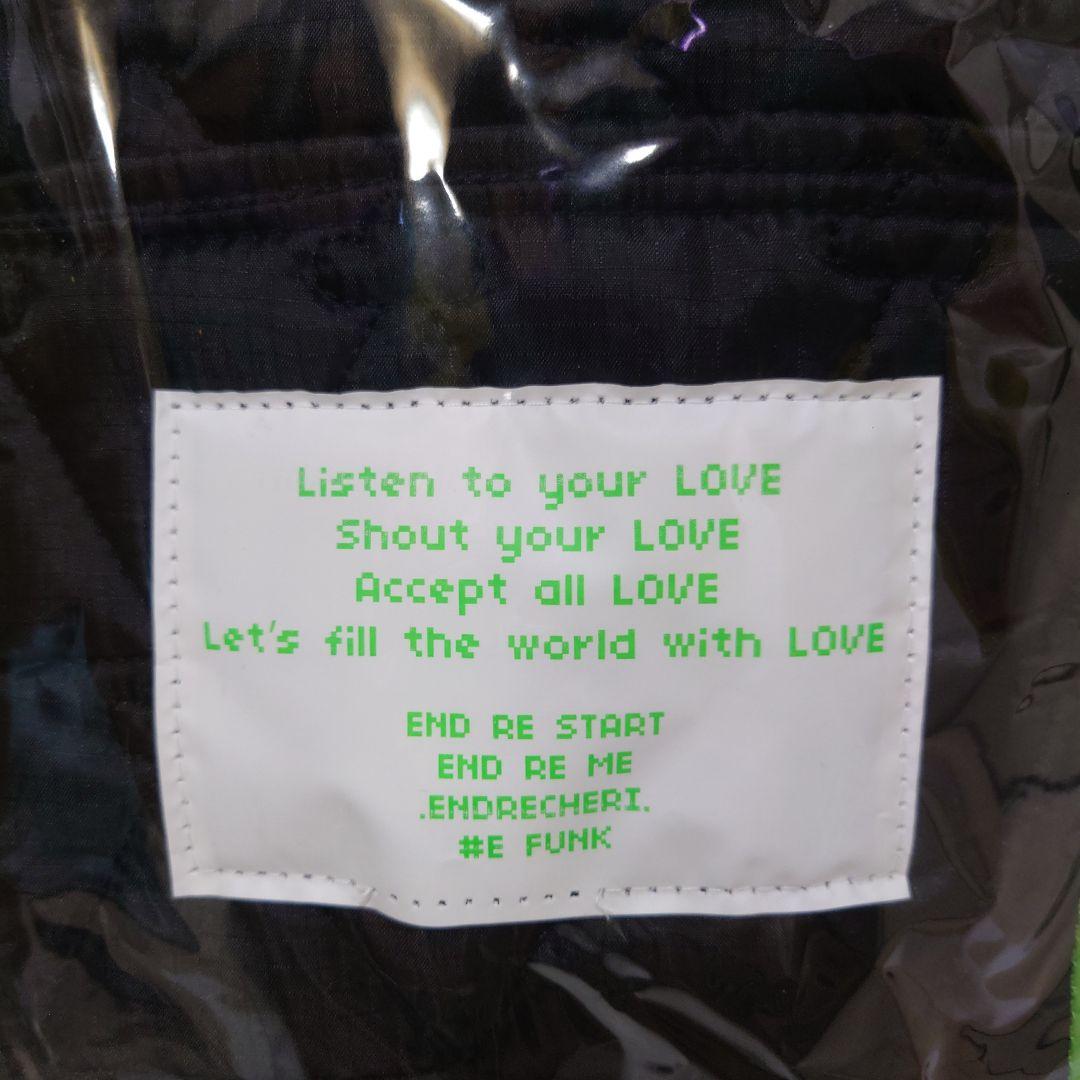 Listen to your LOVE
Shout your LOVE
Accept all LOVE
Let's fill the world with LOVE
END RE START
END RE ME
.ENDRECHERI.
#E FUNK